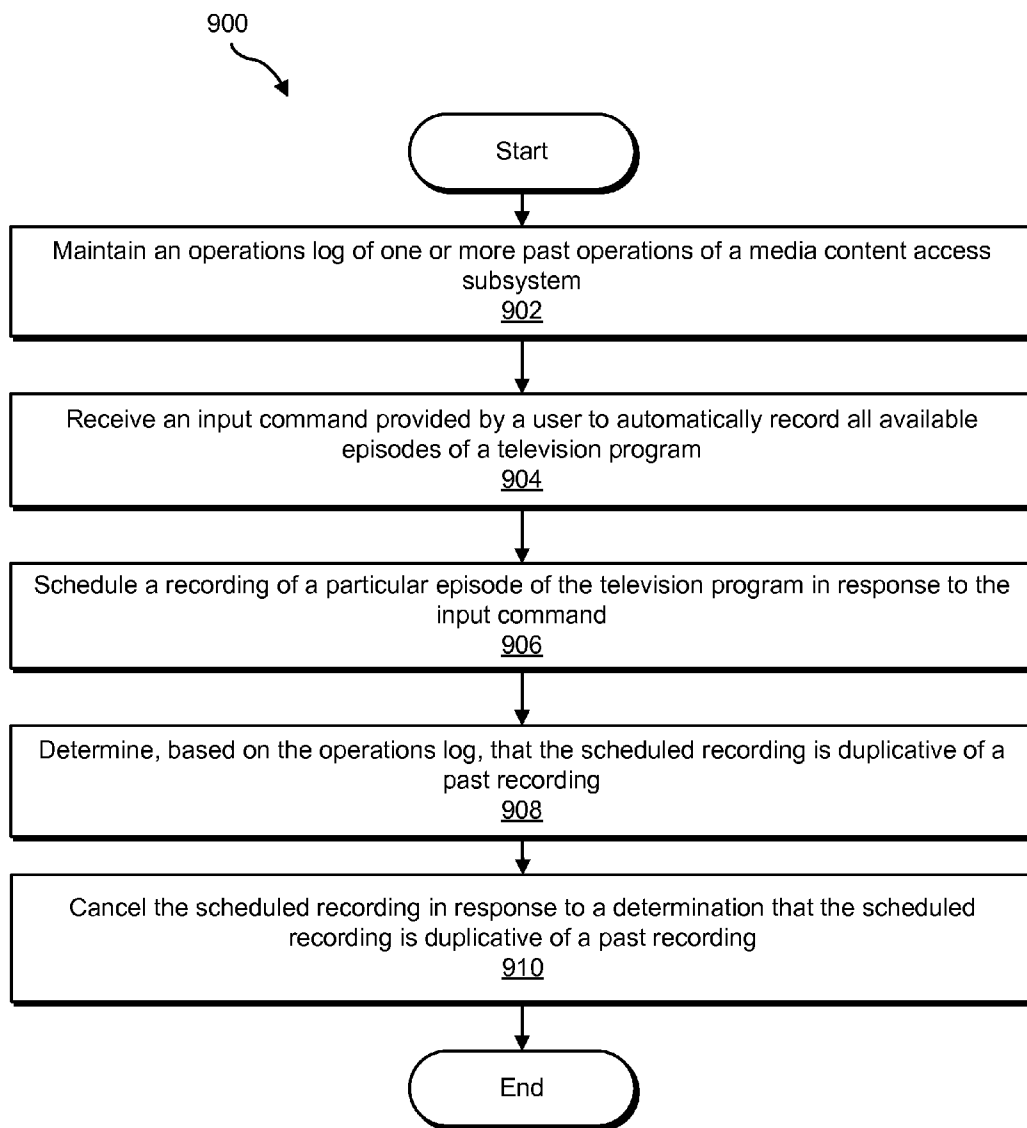 900
Start
Maintain an operations log of one or more past operations of a media content access
subsystem
902
Receive an input command provided by a user to automatically record all available
episodes of a television program
904
Schedule a recording of a particular episode of the television program in response to the
input command
906
Determine, based on the operations log, that the scheduled recording is duplicative of a
past recording
908
Cancel the scheduled recording in response to a determination that the scheduled
recording is duplicative of a past recording
910
End